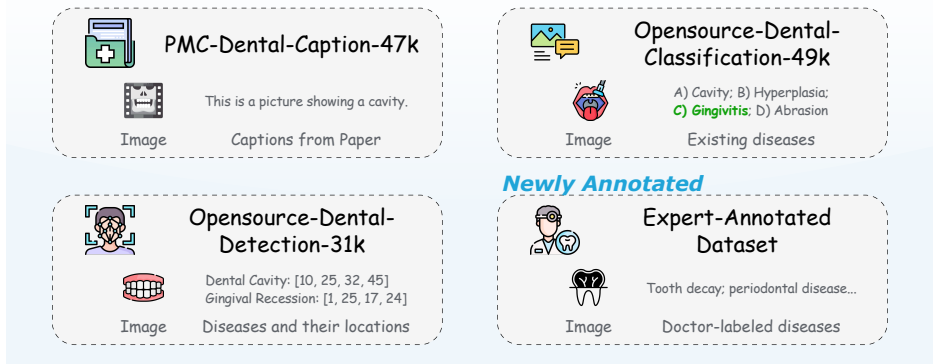 PMC-Dental-Caption-47k
This is a picture showing a cavity.
Image
Captions from Paper
Opensource-Dental-
Classification-49k
A) Cavity; B) Hyperplasia;
C) Gingivitis; D) Abrasion
Image
Existing diseases
Opensource-Dental-
Detection-31k
Dental Cavity: [10, 25, 32, 45]
Gingival Recession: [1, 25, 17, 24]
Image
Diseases and their locations
Newly Annotated
Expert-Annotated
Dataset
Tooth decay; periodontal disease...
Image
Doctor-labeled diseases